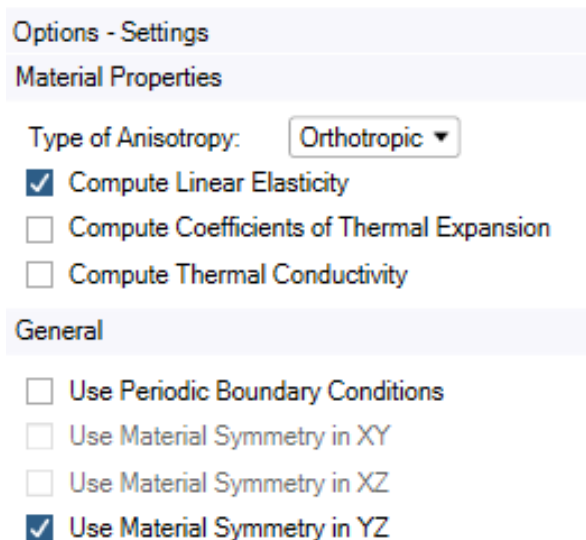 Options - Settings
Material Properties
Type of Anisotropy: Orthotropic
Compute Linear Elasticity
Compute Coefficients of Thermal Expansion
Compute Thermal Conductivity
General
Use Periodic Boundary Conditions
Use Material Symmetry in XY
Use Material Symmetry in XZ
Use Material Symmetry in YZ